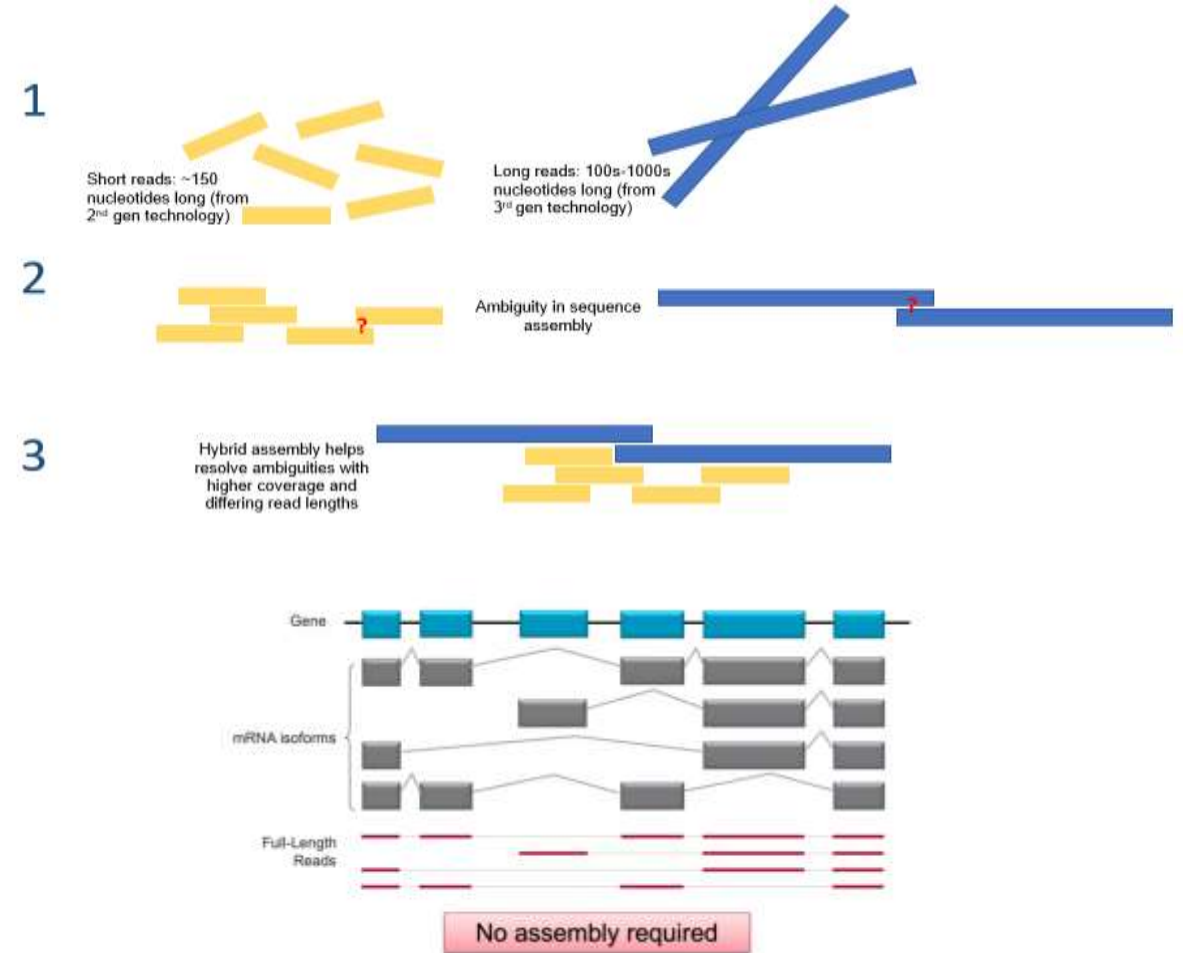 1
Short reads: ~150
nucleotides long (from
2nd gen technology)
Long reads: 100s-1000s
nucleotides long (from
3rd gen technology)
2
?
Ambiguity in sequence
assembly
?
3
Hybrid assembly helps
resolve ambiguities with
higher coverage and
differing read lengths
Gene
mRNA isoforms
Full-Length
Reads
No assembly required